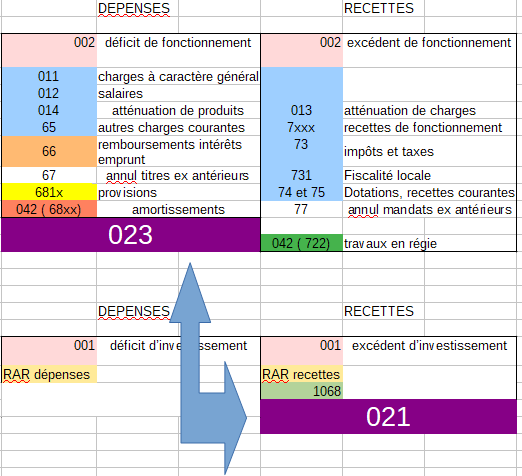 DEPENSES RECETTES
002 déficit de fonctionnement 002 excédent de fonctionnement
011 charges à caractère général
012 salaires
014 atténuation de produits 013 atténuation de charges
65 autres charges courantes 7xxx recettes de fonctionnement
66 remboursements intérêts emprunt 73 impôts et taxes
67 annul titres ex antérieurs 731 Fiscalité locale
681x provisions 74 et 75 Dotations, recettes courantes
042 ( 68xx) amortissements 77 annul mandats ex antérieurs
023 042 ( 722) travaux en régie
DEPENSES RECETTES
001 déficit d'investissement 001 excédent d'investissement
RAR dépenses RAR recettes
1068
021